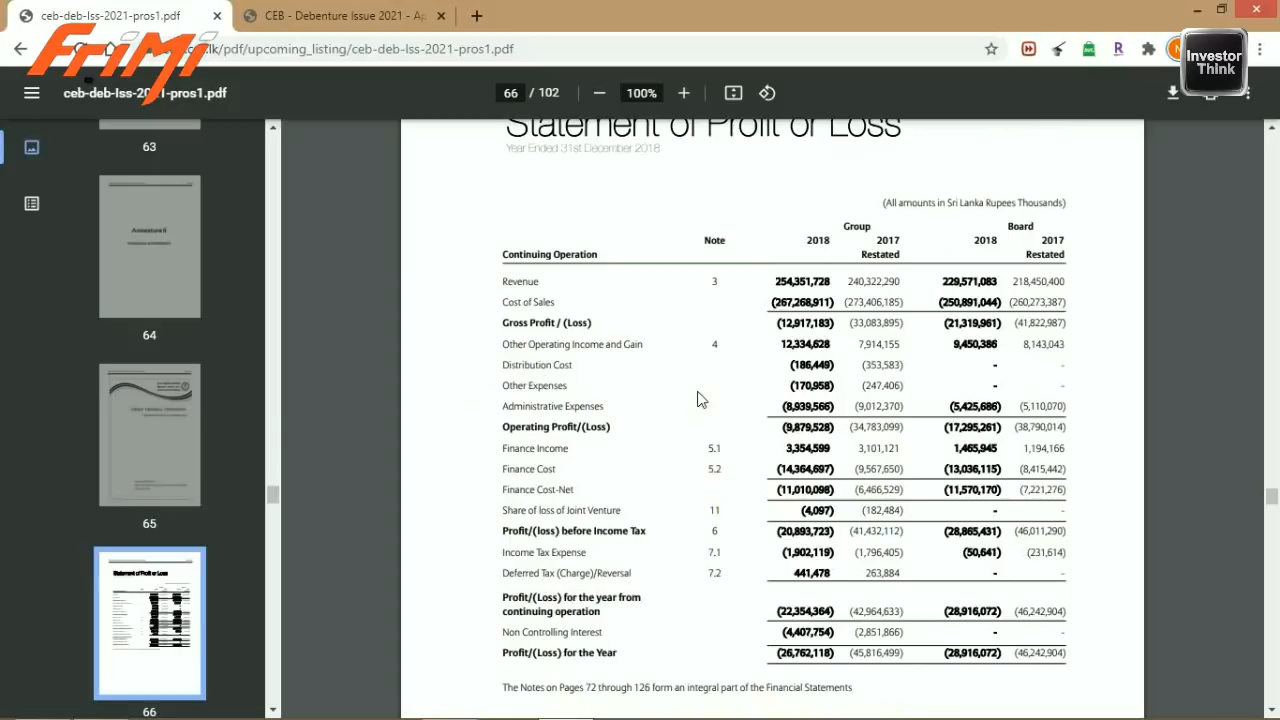 ceb-deb-lss-2021-pros1.pdf
CEB - Debenture Issue 2021 - Ap
FriMi
.lk/pdf/upcoming_listing/ceb-deb-lss-2021-pros1.pdf
Investor
Think
ceb-deb-lss-2021-pros1.pdf
66 / 102
100%
63
64
65
66
Statement of Profit or Loss
Year Ended 31st December 2018
(All amounts in Sri Lanka Rupees Thousands)
Group Board
Note 2018 2017 2018 2017
Continuing Operation Restated Restated
Revenue 3 254,351,728 240,322,290 229,571,083 218,450,400
Cost of Sales (267,268,911) (273,406,185) (250,891,044) (260,273,387)
Gross Profit / (Loss) (12,917,183) (33,083,895) (21,319,961) (41,822,987)
Other Operating Income and Gain 4 12,334,628 7,914,155 9,450,386 8,143,043
Distribution Cost (186,449) (353,583) - -
Other Expenses (170,958) (247,406) - -
Administrative Expenses (8,939,566) (9,012,370) (5,425,686) (5,110,070)
Operating Profit/(Loss) (9,879,528) (34,783,099) (17,295,261) (38,790,014)
Finance Income 5.1 3,354,599 3,101,121 1,465,945 1,194,166
Finance Cost 5.2 (14,364,697) (9,567,650) (13,036,115) (8,415,442)
Finance Cost-Net (11,010,098) (6,466,529) (11,570,170) (7,221,276)
Share of loss of Joint Venture 11 (4,097) (182,484) - -
Profit/(loss) before Income Tax 6 (20,893,723) (41,432,112) (28,865,431) (46,011,290)
Income Tax Expense 7.1 (1,902,119) (1,796,405) (50,641) (231,614)
Deferred Tax (Charge)/Reversal 7.2 441,478 263,884 - -
Profit/(Loss) for the year from
continuing operation (22,354,364) (42,964,633) (28,916,072) (46,242,904)
Non Controlling Interest (4,407,754) (2,851,866) - -
Profit/(Loss) for the Year (26,762,118) (45,816,499) (28,916,072) (46,242,904)
The Notes on Pages 72 through 126 form an integral part of the Financial Statements